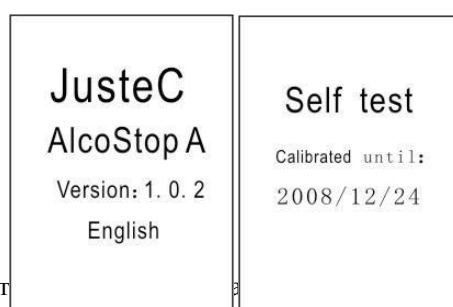 JusteC
AlcoStop A
Version: 1. 0. 2
English
Self test
Calibrated until:
2008/12/24